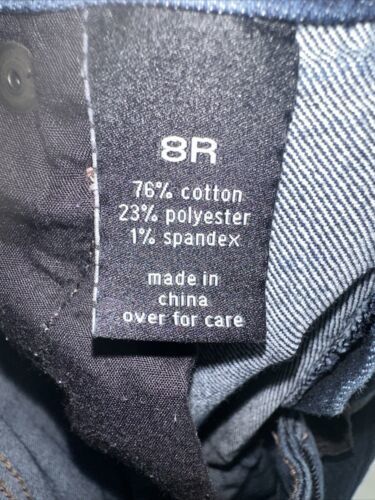 8R
76% cotton
23% polyester
1% spandex
made in
china
over for care